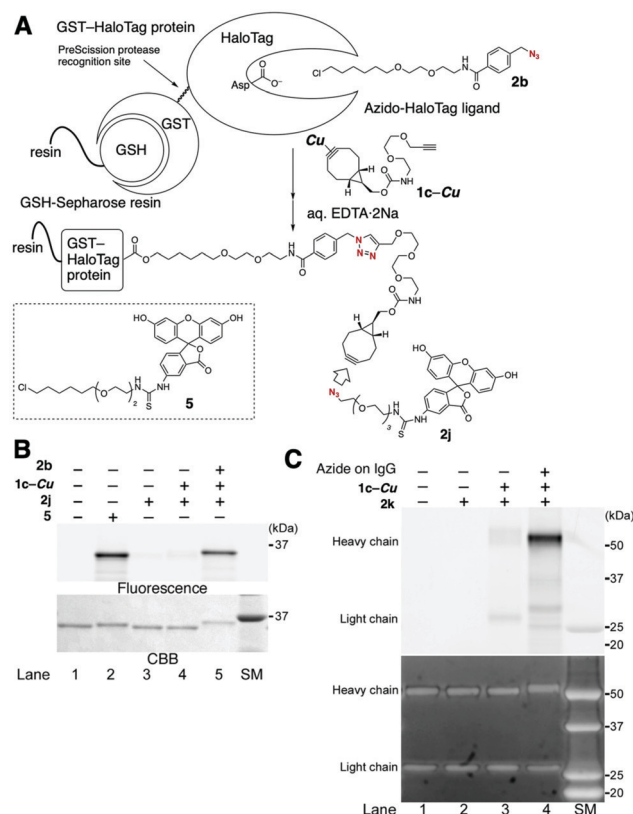 A
GST–HaloTag protein
PreScission protease
recognition site
HaloTag
Asp
O
O⁻
Cl
O
O
H
N
O
N₃
2b
Azido-HaloTag ligand
resin
GSH
GST
GSH-Sepharose resin
Cu
H
H
O
O
O
NH
O
1c–Cu
aq. EDTA·2Na
resin
GST–
HaloTag
protein
O
O
O
O
H
N
O
N
N
N
O
O
O
O
NH
O
H
H
HO
O
OH
O
O
Cl
O
2
H
N
S
NH
5
N₃
O
3
H
N
S
N
H
HO
O
OH
O
O
2j
B
2b – – – – +
1c–Cu – – – + +
2j – – + + +
5 – + – – –
(kDa)
37
Fluorescence
37
CBB
Lane 1 2 3 4 5 SM
C
Azide on IgG – – – +
1c–Cu – – + +
2k – + + +
(kDa)
Heavy chain
50
37
Light chain
25
20
Heavy chain
50
37
Light chain
25
20
Lane 1 2 3 4 SM